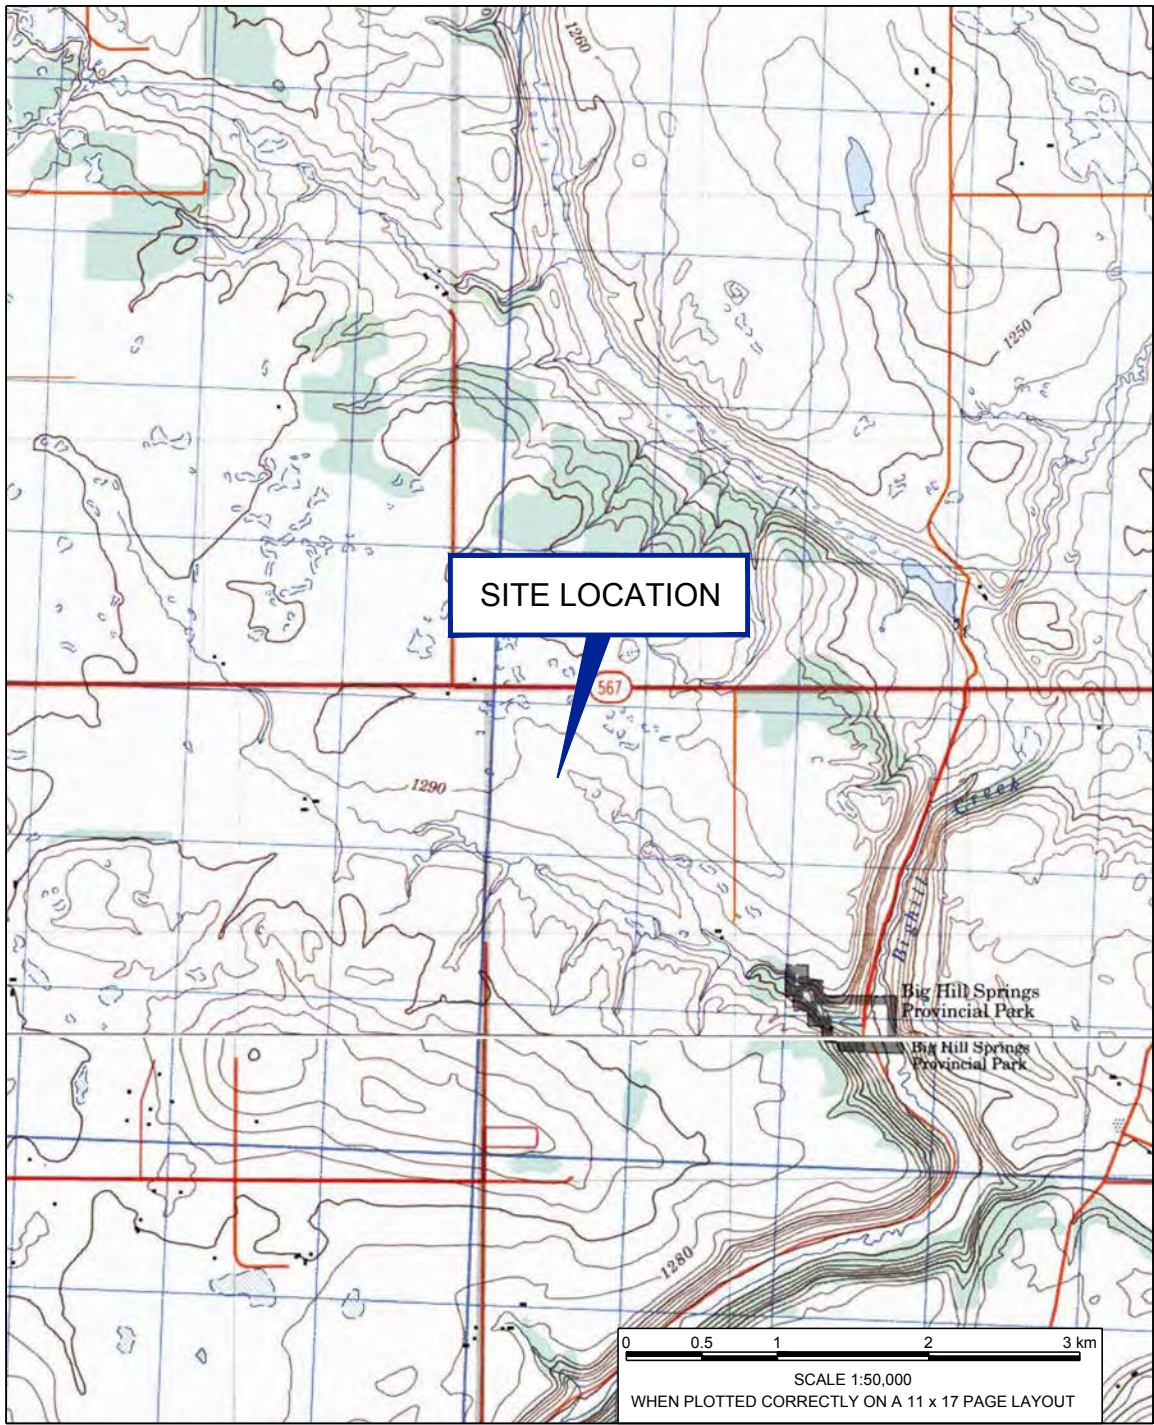 1260
1250
SITE LOCATION
567
1290
Creek
Bighill
Big Hill Springs
Provincial Park
Big Hill Springs
Provincial Park
1280
0 0.5 1 2 3 km
SCALE 1:50,000
WHEN PLOTTED CORRECTLY ON A 11 x 17 PAGE LAYOUT